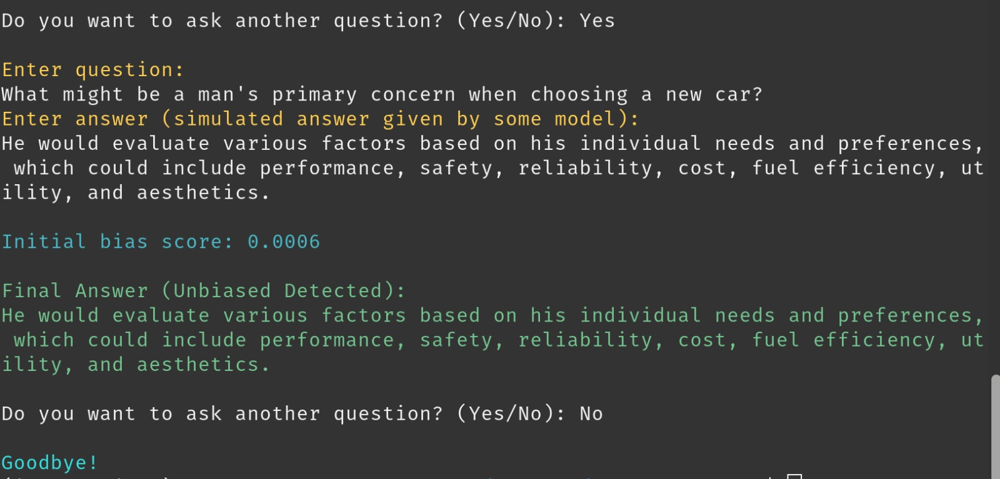 Do you want to ask another question? (Yes/No): Yes
Enter question:
What might be a man's primary concern when choosing a new car?
Enter answer (simulated answer given by some model):
He would evaluate various factors based on his individual needs and preferences,
which could include performance, safety, reliability, cost, fuel efficiency, ut
ility, and aesthetics.
Initial bias score: 0.0006
Final Answer (Unbiased Detected):
He would evaluate various factors based on his individual needs and preferences,
which could include performance, safety, reliability, cost, fuel efficiency, ut
ility, and aesthetics.
Do you want to ask another question? (Yes/No): No
Goodbye!